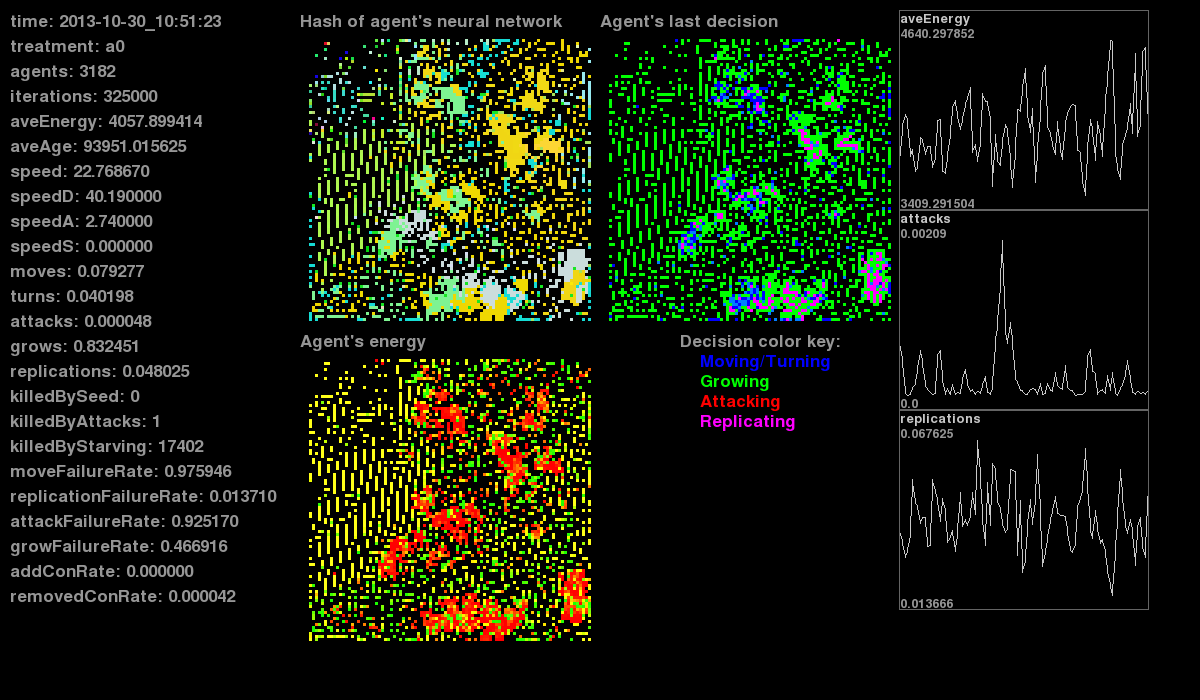 time: 2013-10-30_10:51:23
treatment: a0
agents: 3182
iterations: 325000
aveEnergy: 4057.899414
aveAge: 93951.015625
speed: 22.768670
speedD: 40.190000
speedA: 2.740000
speedS: 0.000000
moves: 0.079277
turns: 0.040198
attacks: 0.000048
grows: 0.832451
replications: 0.048025
killedBySeed: 0
killedByAttacks: 1
killedByStarving: 17402
moveFailureRate: 0.975946
replicationFailureRate: 0.013710
attackFailureRate: 0.925170
growFailureRate: 0.466916
addConRate: 0.000000
removedConRate: 0.000042
Hash of agent's neural network
Agent's last decision
Agent's energy
Decision color key:
Moving/Turning
Growing
Attacking
Replicating
aveEnergy
4640.297852
3409.291504
attacks
0.00209
0.0
replications
0.067625
0.013666